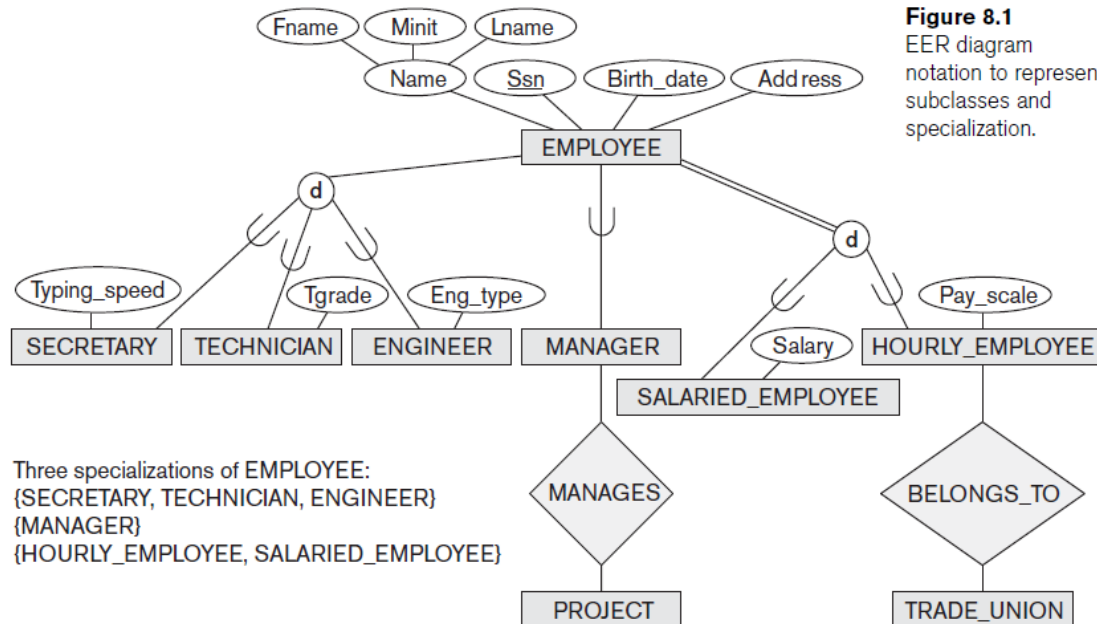 Fname Minit Lname
Figure 8.1
EER diagram
notation to represen
subclasses and
specialization.
Name Ssn Birth_date Address
EMPLOYEE
d
d
Typing_speed Tgrade Eng_type Pay_scale
SECRETARY TECHNICIAN ENGINEER MANAGER Salary HOURLY_EMPLOYEE
SALARIED_EMPLOYEE
Three specializations of EMPLOYEE:
{SECRETARY, TECHNICIAN, ENGINEER}
{MANAGER}
{HOURLY_EMPLOYEE, SALARIED_EMPLOYEE}
MANAGES BELONGS_TO
PROJECT TRADE_UNION